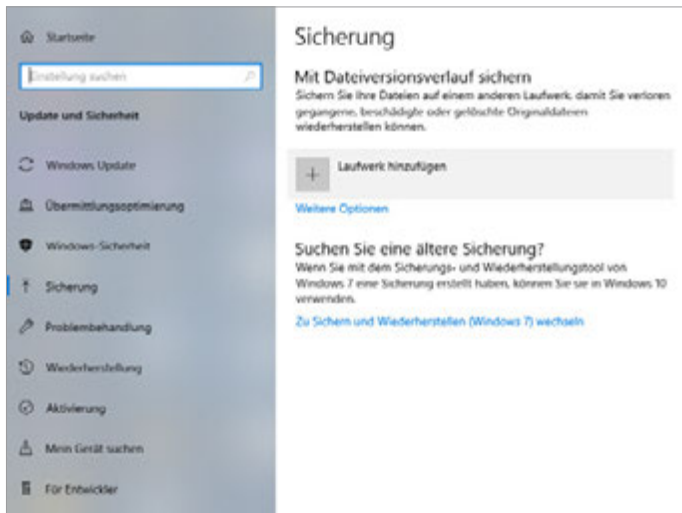 Startseite
Einstellung suchen
Update und Sicherheit
Windows Update
Übermittlungsoptimierung
Windows-Sicherheit
Sicherung
Problembehandlung
Wiederherstellung
Aktivierung
Mein Gerät suchen
Für Entwickler
Sicherung
Mit Dateiversionsverlauf sichern
Sichern Sie Ihre Dateien auf einem anderen Laufwerk, damit Sie verloren
gegangene, beschädigte oder gelöschte Originaldateien
wiederherstellen können.
Laufwerk hinzufügen
Weitere Optionen
Suchen Sie eine ältere Sicherung?
Wenn Sie mit dem Sicherungs- und Wiederherstellungstool von
Windows 7 eine Sicherung erstellt haben, können Sie sie in Windows 10
verwenden.
Zu Sichern und Wiederherstellen (Windows 7) wechseln